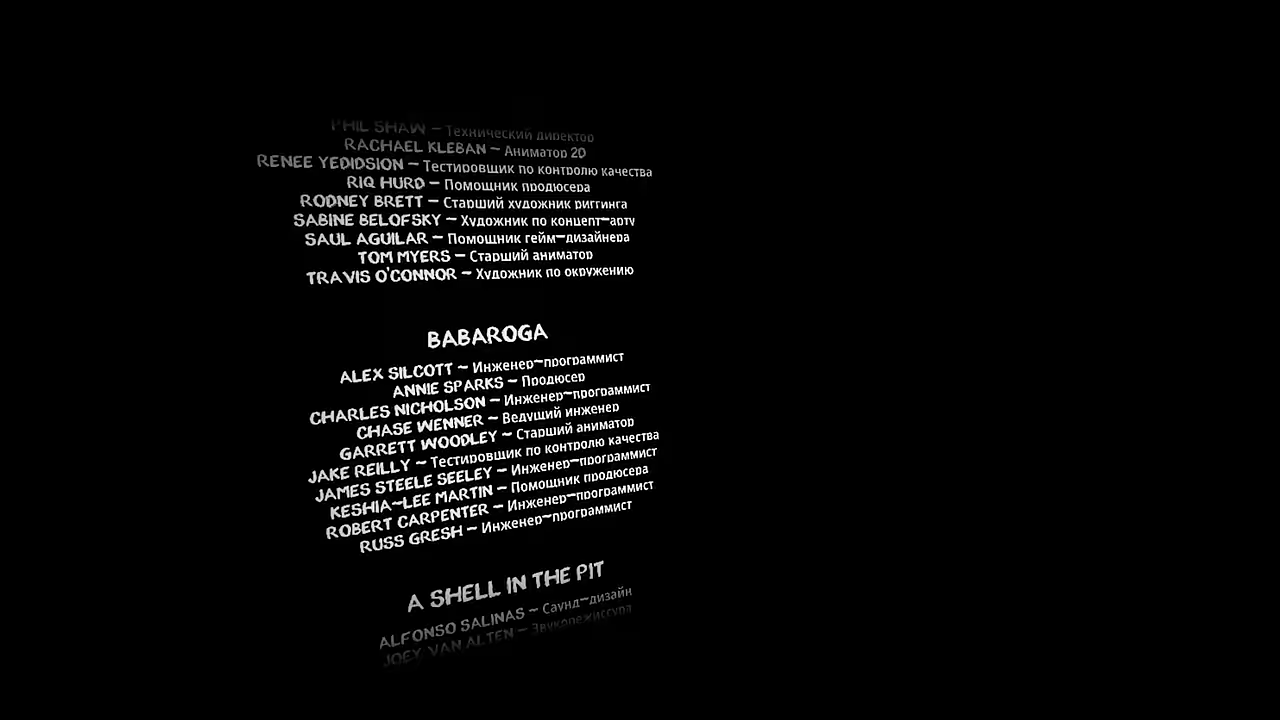 PHIL SHAW – Технический директор
RACHAEL KLEBAN – Аниматор 2D
RENEE YEDIDSION – Тестировщик по контролю качества
RIQ HURD – Помощник продюсера
RODNEY BRETT – Старший художник риггинга
SABINE BELOFSKY – Художник по концепт-арту
SAUL AGUILAR – Помощник гейм-дизайнера
TOM MYERS – Старший аниматор
TRAVIS O'CONNOR – Художник по окружению
BABAROGA
ALEX SILCOTT – Инженер-программист
ANNIE SPARKS – Продюсер
CHARLES NICHOLSON – Инженер-программист
CHASE WENNER – Ведущий инженер
GARRETT WOODLEY – Старший аниматор
JAKE REILLY – Тестировщик по контролю качества
JAMES STEELE SEELEY – Инженер-программист
KESHIA-LEE MARTIN – Помощник продюсера
ROBERT CARPENTER – Инженер-программист
RUSS GRESH – Инженер-программист
A SHELL IN THE PIT
ALFONSO SALINAS – Саунд-дизайн
JOEY VAN ALTEN – Звукорежиссура